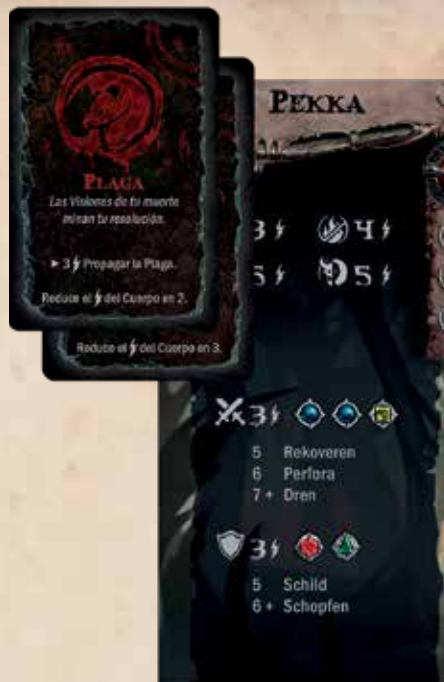 PLAGA
Las Visiones de tu muerte
minan tu resolución.
► 3 Propagar la Plaga.
Reduce el del Cuerpo en 2.
Reduce el del Cuerpo en 3.
PEKKA
3 4
5 5
3
5 Rekoveren
6 Perfora
7 + Dren
3
5 Schild
6 + Schopfen